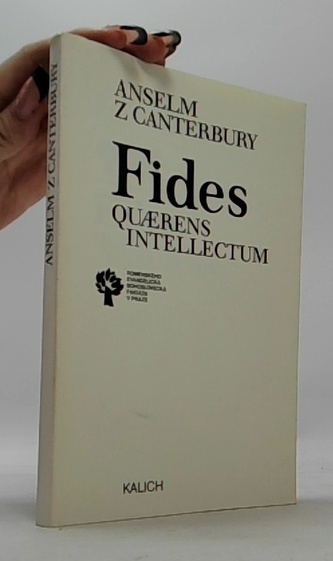 ANSELM
Z CANTERBURY
Fides
QUÆRENS
INTELLECTUM
KOMENSKÉHO
EVANGELICKÁ
BOHOSLOVECKÁ
FAKULTA
V PRAZE
KALICH
ANSELM Z CANTERBURY